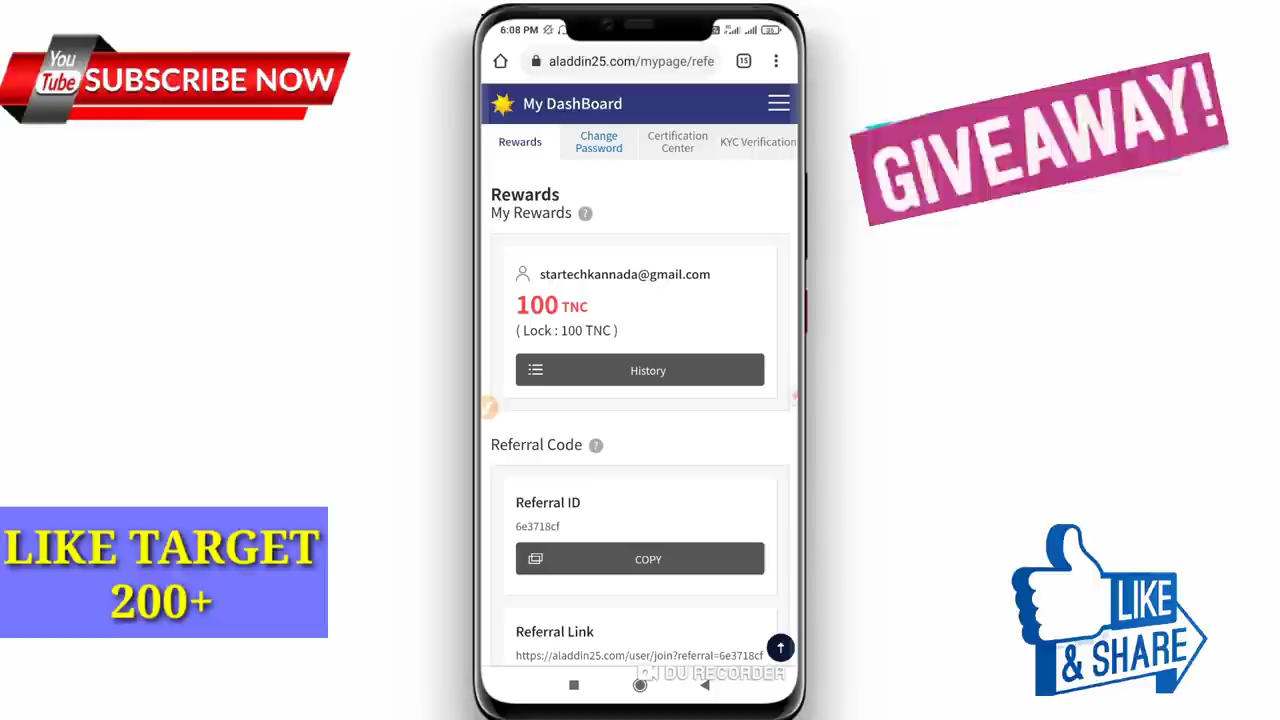 You
Tube SUBSCRIBE NOW
GIVEAWAY!
6:08 PM
aladdin25.com/mypage/refe
15
My DashBoard
Rewards
Change
Password
Certification
Center
KYC Verification
Rewards
My Rewards ?
startechkannada@gmail.com
100 TNC
( Lock : 100 TNC )
History
Referral Code ?
Referral ID
6e3718cf
COPY
Referral Link
https://aladdin25.com/user/join?referral=6e3718cf
DU RECORDER
LIKE TARGET
200+
LIKE
& SHARE